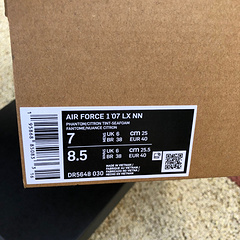 AIR FORCE 1 '07 LX NN
PHANTOM/CITRON TINT-SEAFOAM
FANTOME/NUANCE CITRON
7 UK 6 cm 25
BR 38 EUR 40
8.5 UK 6 cm 25.5
BR 38 EUR 40
DR5648 030